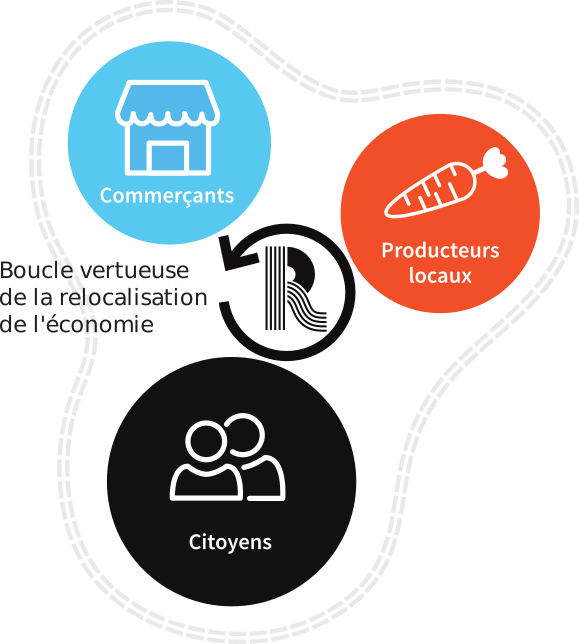 Commerçants
Producteurs
locaux
Boucle vertueuse
de la relocalisation
de l'économie
R
Citoyens